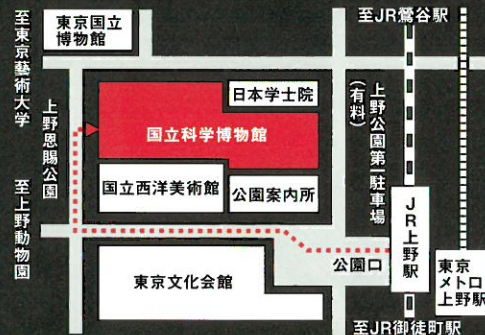 至東京藝術大学
東京国立
博物館
至JR鶯谷駅
日本学士院
国立科学博物館
上野恩賜公園
国立西洋美術館
公園案内所
上野公園第一駐車場
(有料)
至上野動物園
東京文化会館
公園口
JR上野駅
東京
メトロ
上野駅
至JR御徒町駅